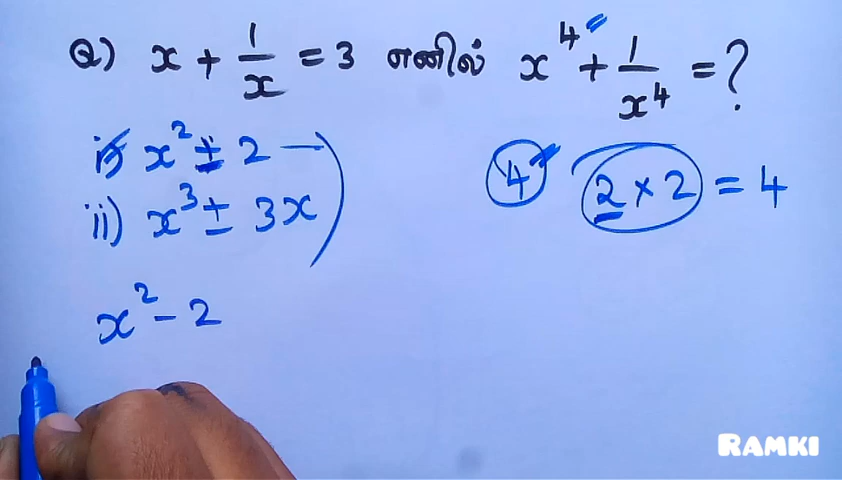 Q) x + 1/x = 3 எனில் x⁴ + 1/x⁴ = ?
i) x² ± 2
4 2 × 2 = 4
ii) x³ ± 3x
x² - 2
RAMKI